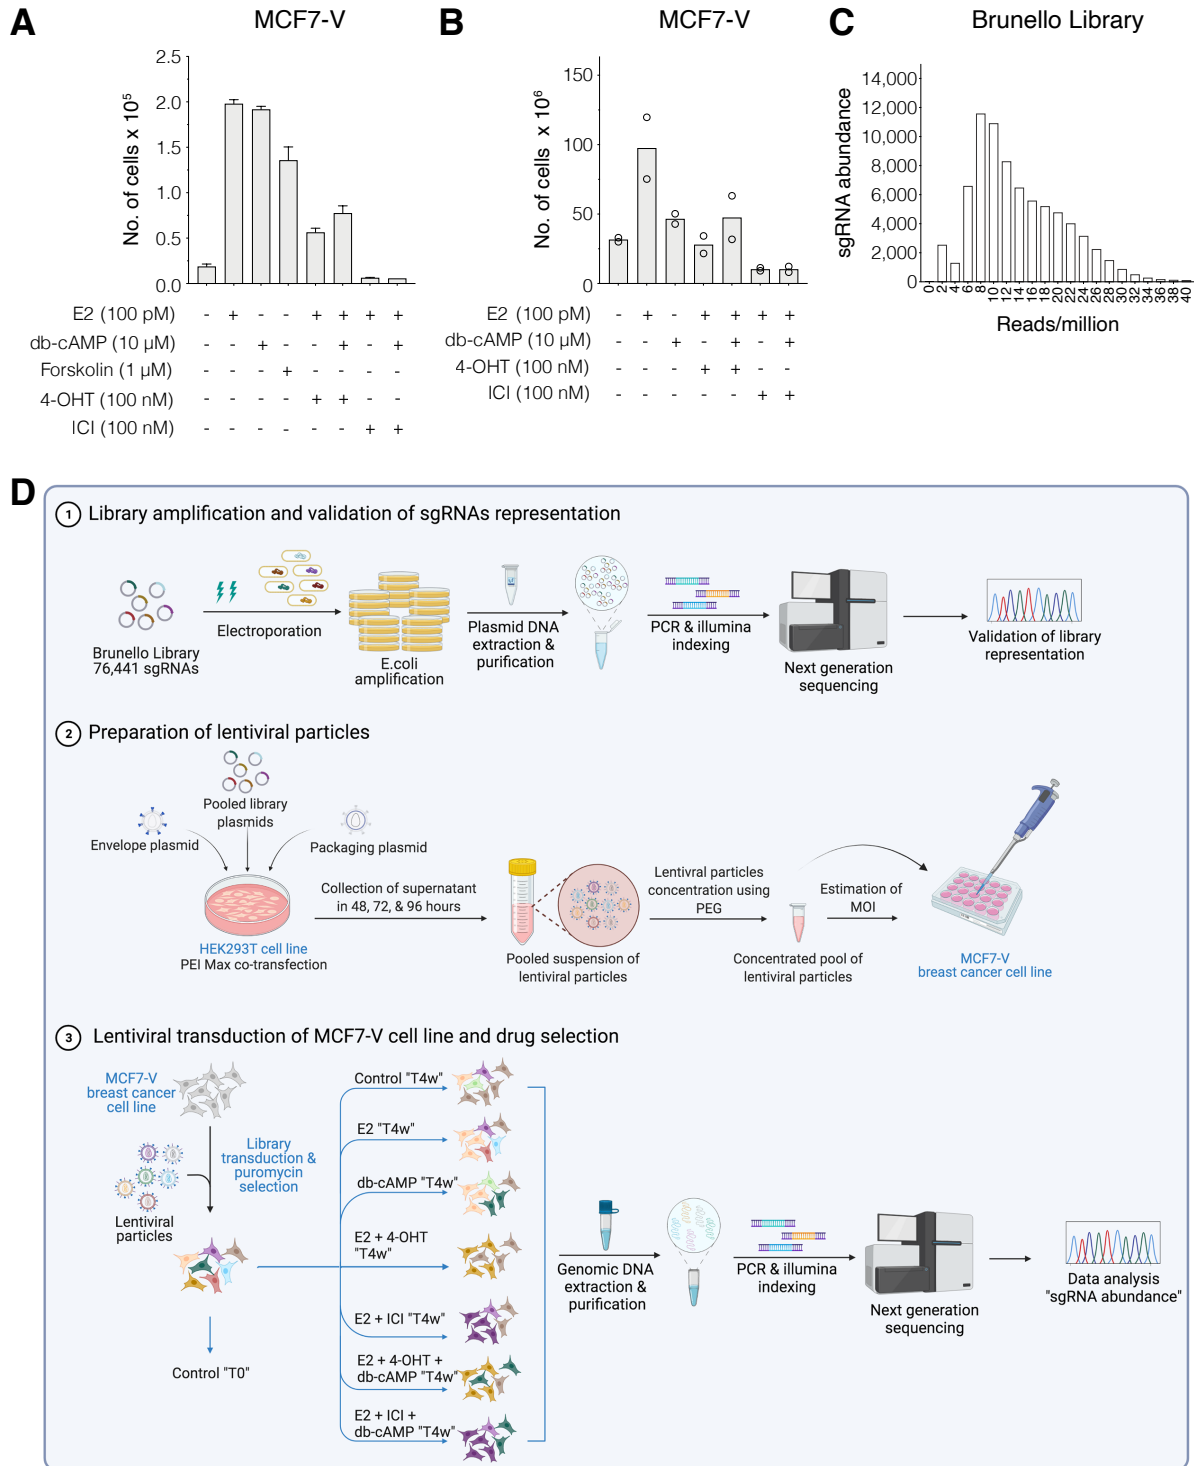 A
MCF7-V
No. of cells x 10⁵
2.5
2.0
1.5
1.0
0.5
0.0
E2 (100 pM) - + - - + + + +
db-cAMP (10 µM) - - + - - + - +
Forskolin (1 µM) - - - + - - - -
4-OHT (100 nM) - - - - + + - -
ICI (100 nM) - - - - - - + +
B
MCF7-V
No. of cells x 10⁶
150
100
50
0
E2 (100 pM) - + - + + + +
db-cAMP (10 µM) - - + - + - +
4-OHT (100 nM) - - - + + - -
ICI (100 nM) - - - - - + +
C
Brunello Library
sgRNA abundance
14,000
12,000
10,000
8,000
6,000
4,000
2,000
0
0 2 4 6 8 10 12 14 16 18 20 22 24 26 28 30 32 34 36 38 40
Reads/million
D
1 Library amplification and validation of sgRNAs representation
Brunello Library
76,441 sgRNAs
Electroporation
E.coli
amplification
Plasmid DNA
extraction &
purification
PCR & illumina
indexing
Next generation
sequencing
Validation of library
representation
2 Preparation of lentiviral particles
Pooled library
plasmids
Envelope plasmid
Packaging plasmid
HEK293T cell line
PEI Max co-transfection
Collection of supernatant
in 48, 72, & 96 hours
Pooled suspension of
lentiviral particles
Lentiviral particles
concentration using
PEG
Concentrated pool of
lentiviral particles
Estimation of
MOI
MCF7-V
breast cancer cell line
3 Lentiviral transduction of MCF7-V cell line and drug selection
MCF7-V
breast cancer
cell line
Library
transduction &
puromycin
selection
Lentiviral
particles
Control "T0"
Control "T4w"
E2 "T4w"
db-cAMP "T4w"
E2 + 4-OHT
"T4w"
E2 + ICI "T4w"
E2 + 4-OHT +
db-cAMP "T4w"
E2 + ICI +
db-cAMP "T4w"
Genomic DNA
extraction &
purification
PCR & illumina
indexing
Next generation
sequencing
Data analysis
"sgRNA abundance"